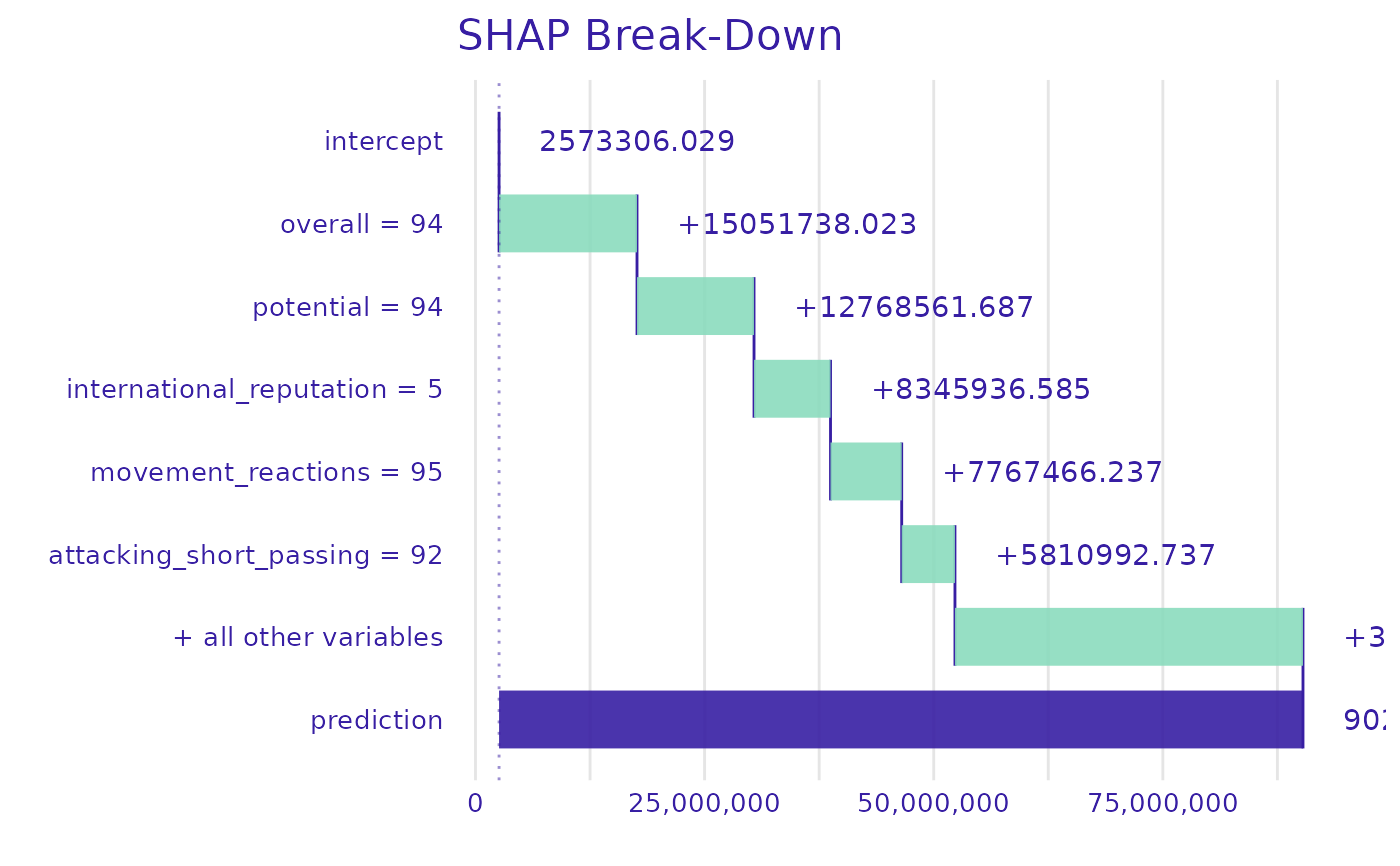 SHAP Break-Down
intercept 2573306.029
overall = 94 +15051738.023
potential = 94 +12768561.687
international_reputation = 5 +8345936.585
movement_reactions = 95 +7767466.237
attacking_short_passing = 92 +5810992.737
+ all other variables +3
prediction 902
0 25,000,000 50,000,000 75,000,000